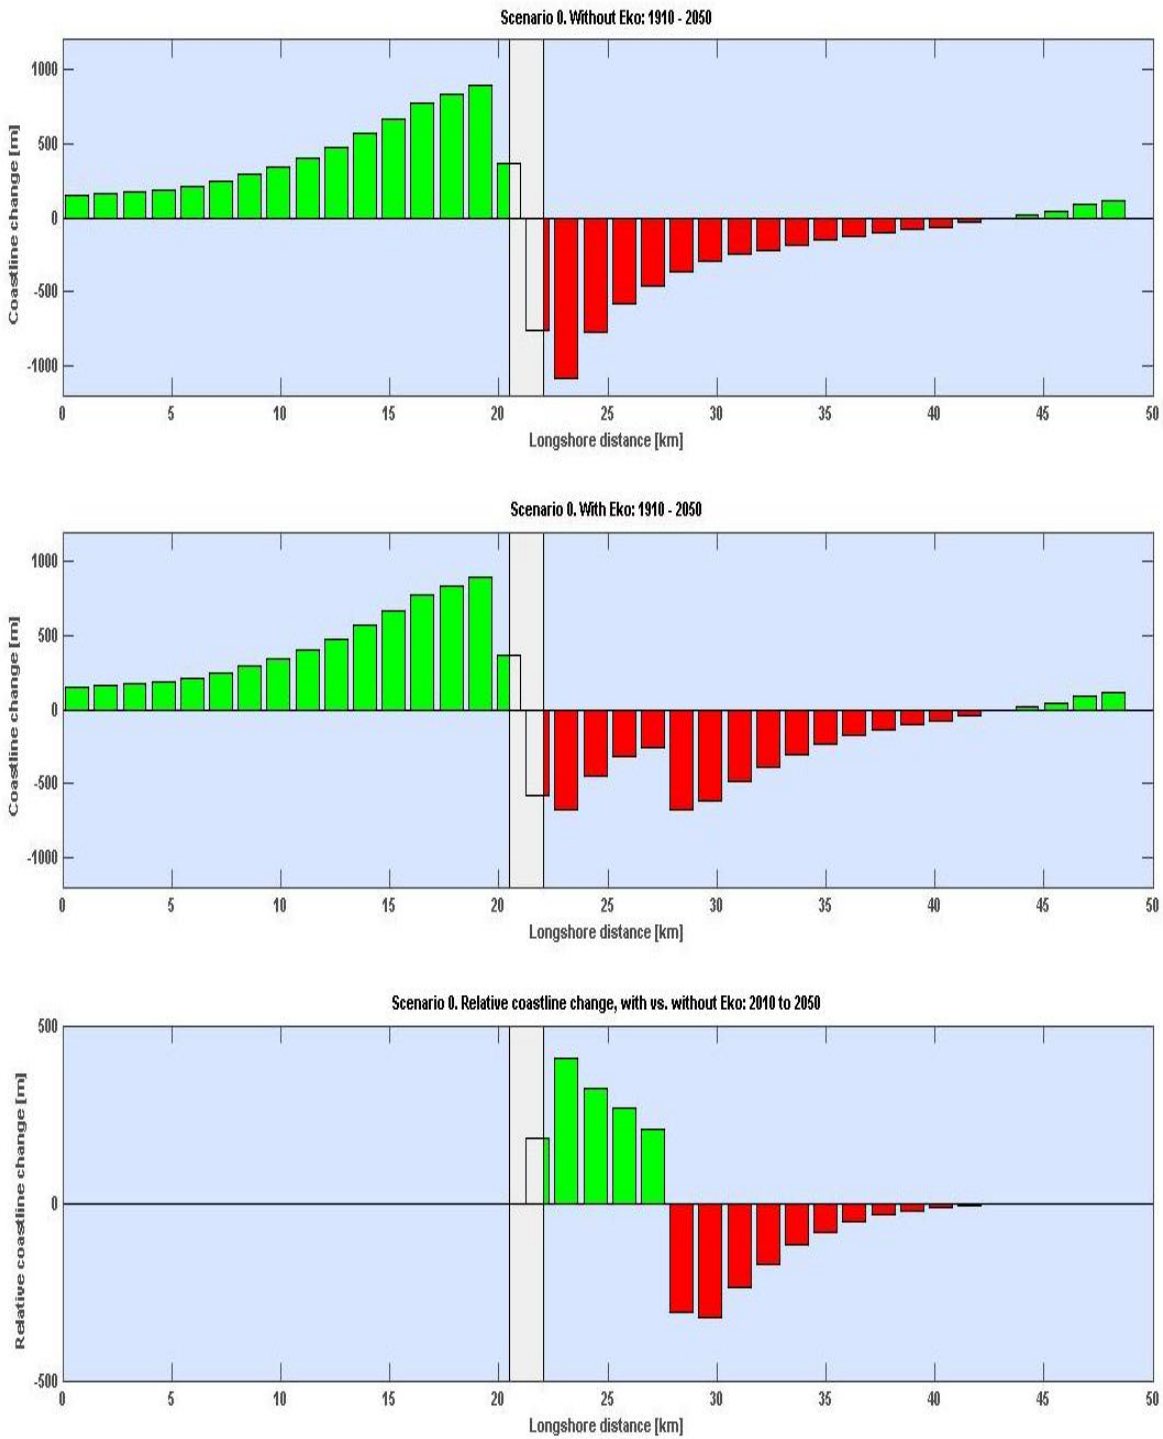 Scenario 0. Without Eko: 1910 - 2050
Coastline change [m]
1000
500
0
-500
-1000
0 5 10 15 20 25 30 35 40 45 50
Longshore distance [km]
Scenario 0. With Eko: 1910 - 2050
Coastline change [m]
1000
500
0
-500
-1000
0 5 10 15 20 25 30 35 40 45 50
Longshore distance [km]
Scenario 0. Relative coastline change, with vs. without Eko: 2010 to 2050
Relative coastline change [m]
500
0
-500
0 5 10 15 20 25 30 35 40 45 50
Longshore distance [km]